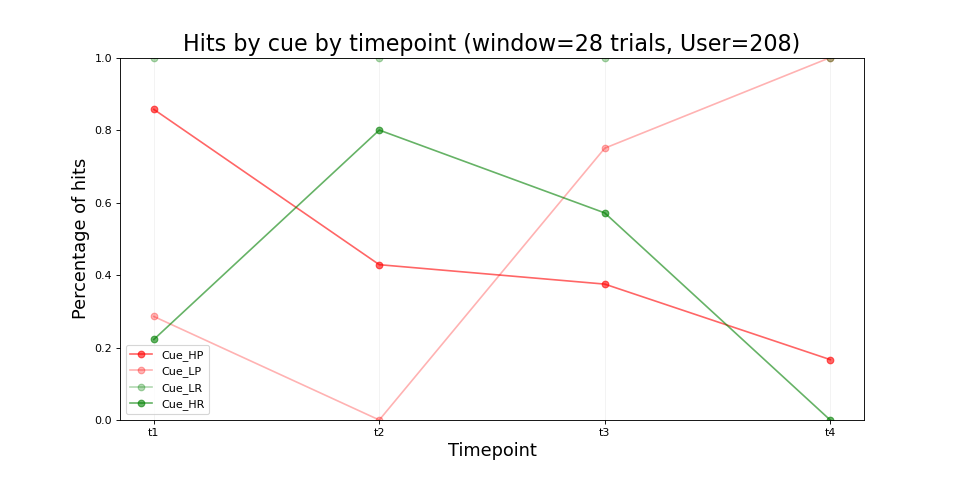 Hits by cue by timepoint (window=28 trials, User=208)
Percentage of hits
1.0
0.8
0.6
0.4
0.2
0.0
Cue_HP
Cue_LP
Cue_LR
Cue_HR
t1
t2
t3
t4
Timepoint